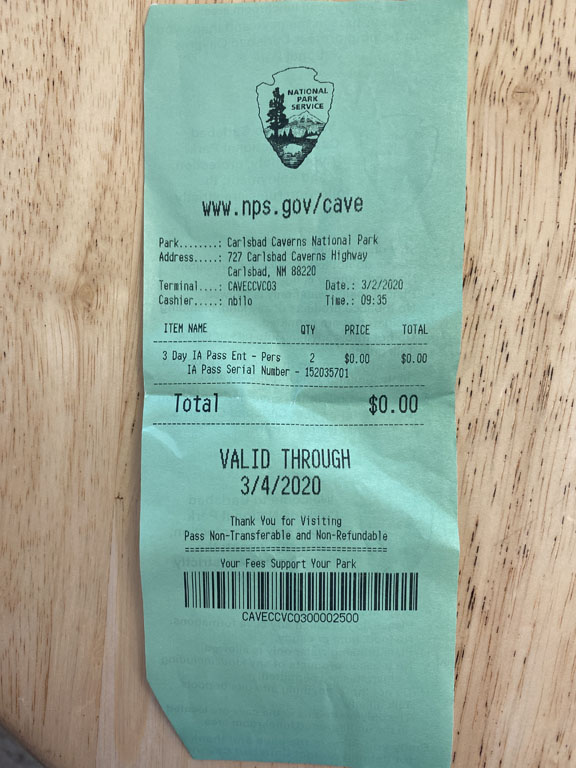 NATIONAL
PARK
SERVICE
www.nps.gov/cave
Park........: Carlsbad Caverns National Park
Address.....: 727 Carlsbad Caverns Highway
Carlsbad, NM 88220
Terminal....: CAVECCVC03 Date.: 3/2/2020
Cashier.....: nbilo Time.: 09:35
ITEM NAME QTY PRICE TOTAL
3 Day IA Pass Ent - Pers 2 $0.00 $0.00
IA Pass Serial Number - 152035701
Total $0.00
VALID THROUGH
3/4/2020
Thank You for Visiting
Pass Non-Transferable and Non-Refundable
Your Fees Support Your Park
CAVECCVC0300002500